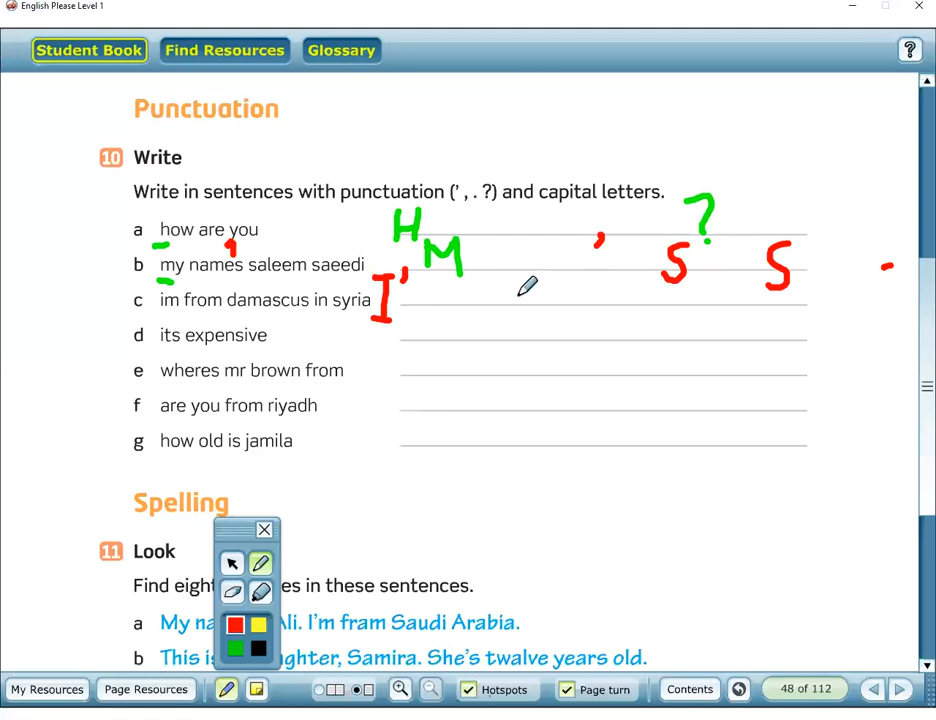 English Please Level 1
Student Book Find Resources Glossary ?
Punctuation
10 Write
Write in sentences with punctuation (’ , . ?) and capital letters.
a how are you H ?
b my names saleem saeedi ' M , S S .
c im from damascus in syria I '
d its expensive
e wheres mr brown from
f are you from riyadh
g how old is jamila
Spelling
11 Look
Find eight es in these sentences.
a My na Ali. I’m fram Saudi Arabia.
b This is ghter, Samira. She’s twalve years old.
My Resources Page Resources Hotspots Page turn Contents 48 of 112